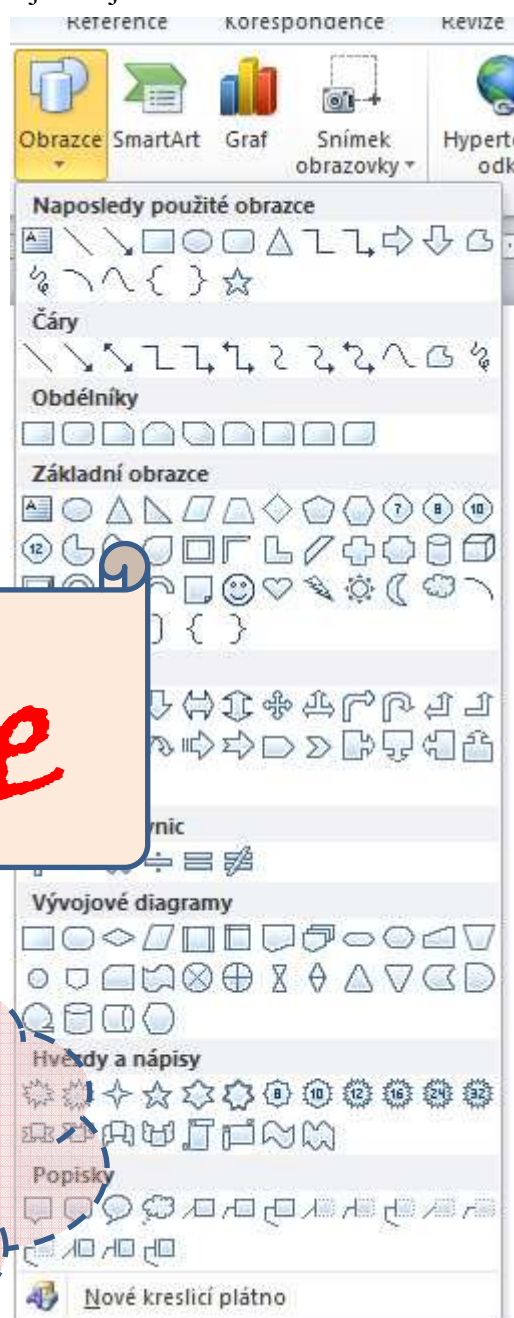 Reference Korespondence Revize
Obrazce SmartArt Graf Snímek obrazovky
Naposledy použité obrazce
Čáry
Obdélníky
Základní obrazce
e
Vývojové diagramy
Hvězdy a nápisy
Popisky
Nové kreslicí plátno